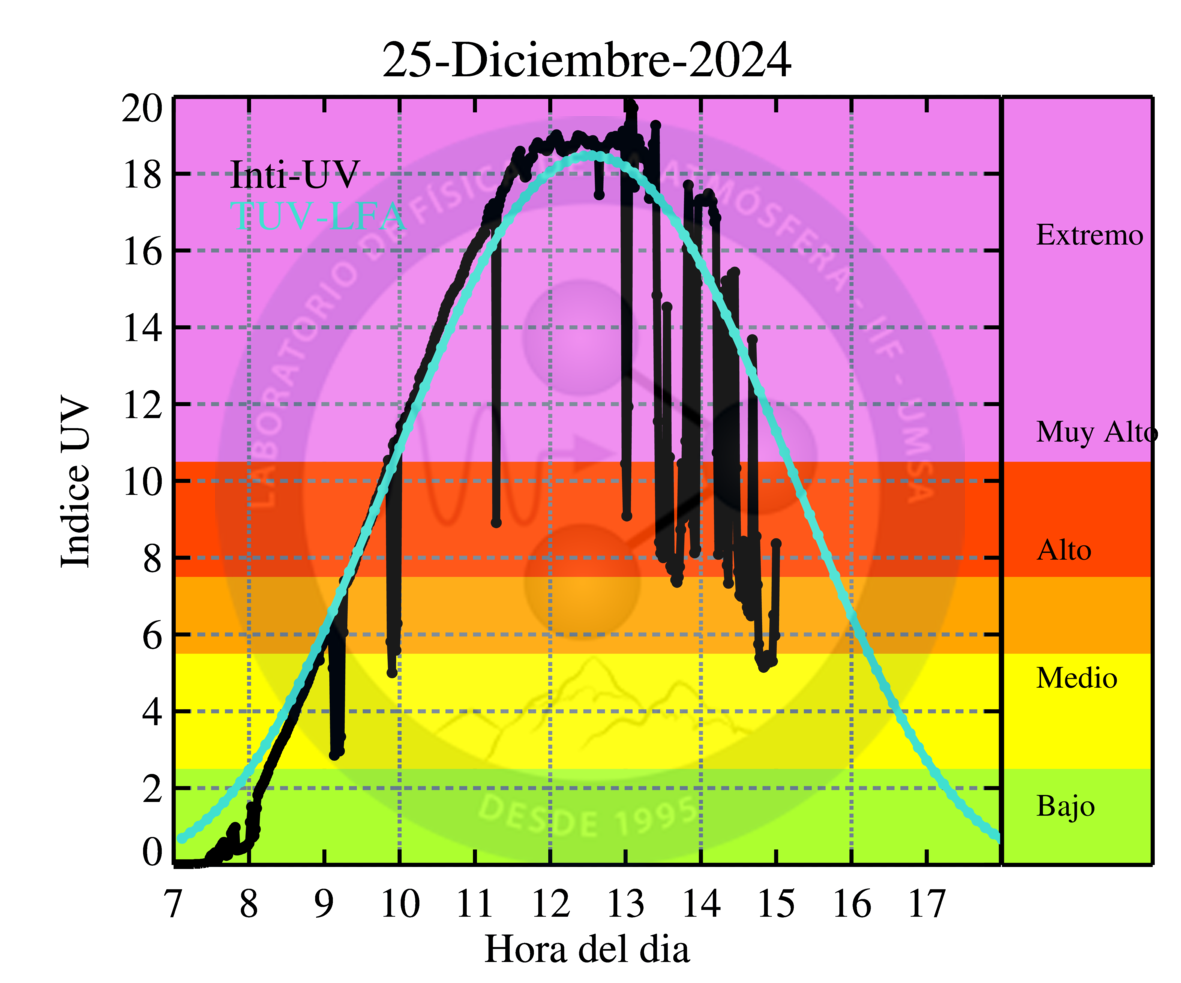 25-Diciembre-2024
Indice UV
20
18
16
14
12
10
8
6
4
2
0
Inti-UV
TUV-LFA
LABORATORIO DE FÍSICA DE LA ATMÓSFERA - IIF - UMSA
DESDE 1995
Extremo
Muy Alto
Alto
Medio
Bajo
7 8 9 10 11 12 13 14 15 16 17
Hora del dia